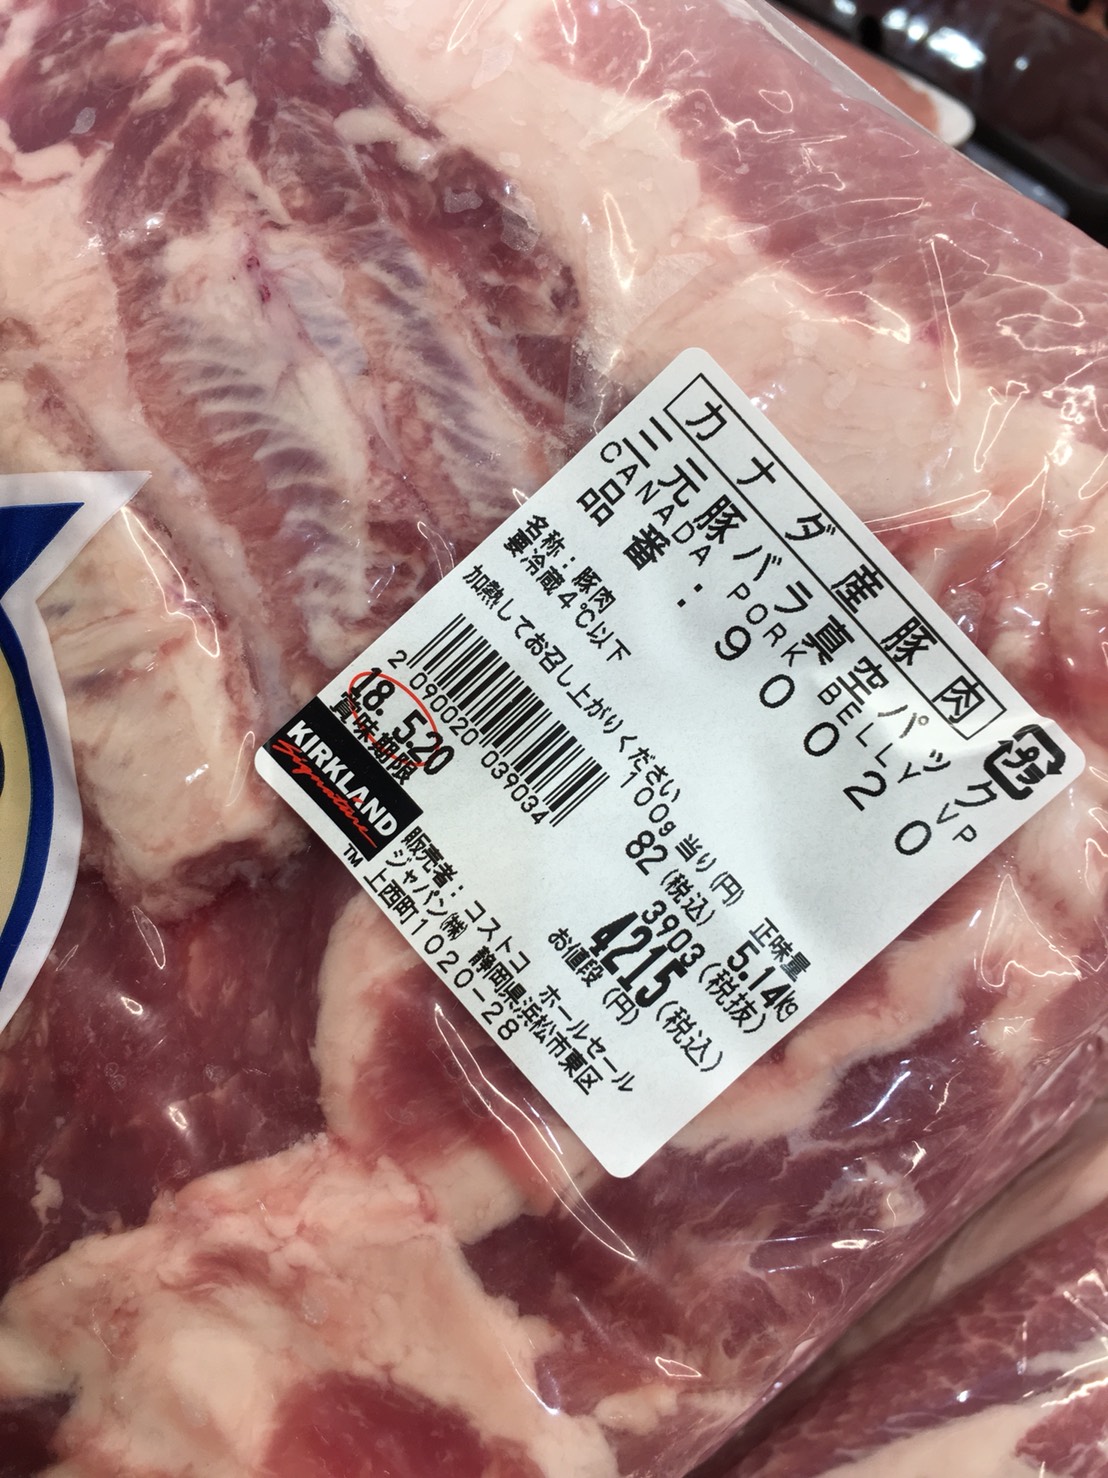 カナダ産豚肉
三元豚バラ真空パック
CANADA PORK BELLY VP
品番：90020
プラ
名称：豚肉
要冷蔵4℃以下
加熱してお召し上がりください
2 090020 039034
18. 5.20
賞味期限
100g当り(円)
82(税込)
正味量
5.14kg
3903(税抜)
4215(税込)
お値段(円)
KIRKLAND
Signature
TM
販売者：コストコ ホールセール
ジャパン㈱ 静岡県浜松市東区
上西町1020-28